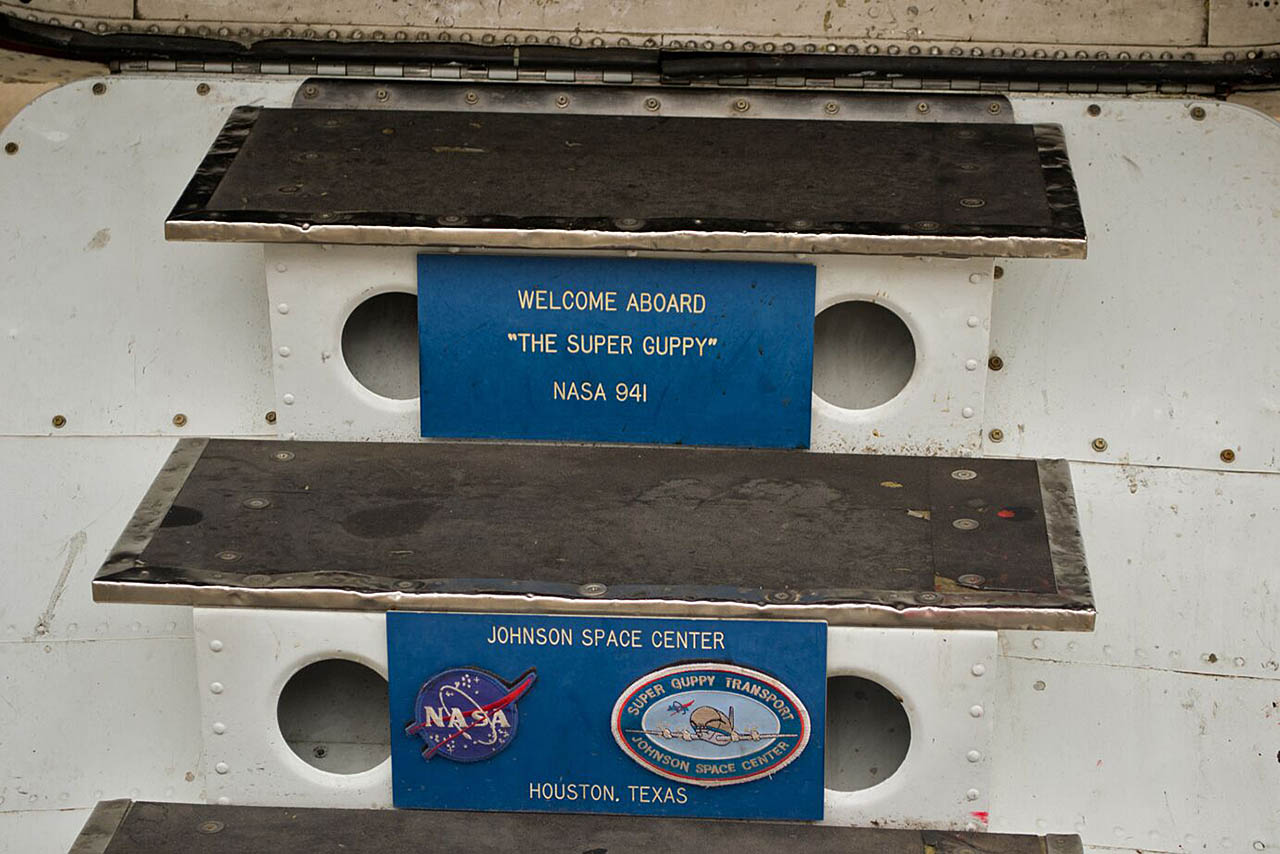 WELCOME ABOARD
"THE SUPER GUPPY"
NASA 941
JOHNSON SPACE CENTER
NASA
SUPER GUPPY TRANSPORT
JOHNSON SPACE CENTER
HOUSTON, TEXAS